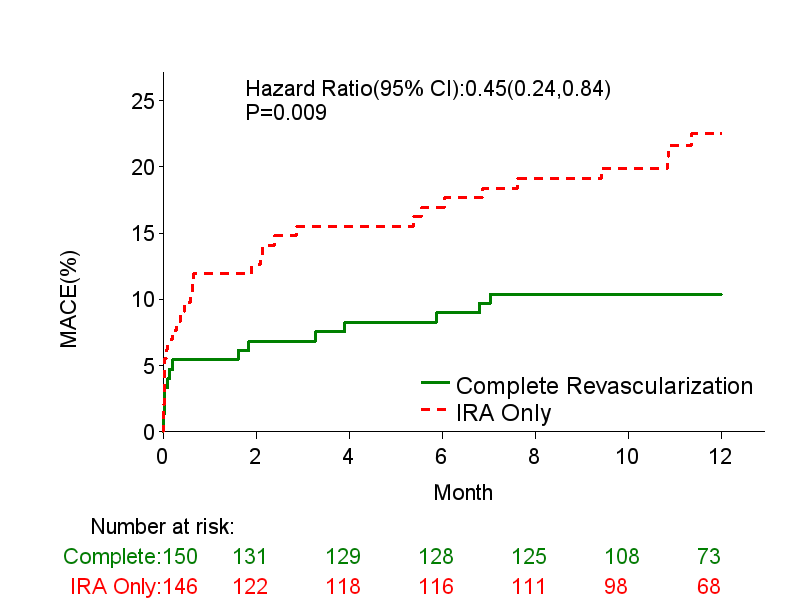 Hazard Ratio(95% CI):0.45(0.24,0.84)
P=0.009
25
20
15
10
5
0
MACE(%)
Complete Revascularization
IRA Only
0 2 4 6 8 10 12
Month
Number at risk:
Complete:150 131 129 128 125 108 73
IRA Only:146 122 118 116 111 98 68